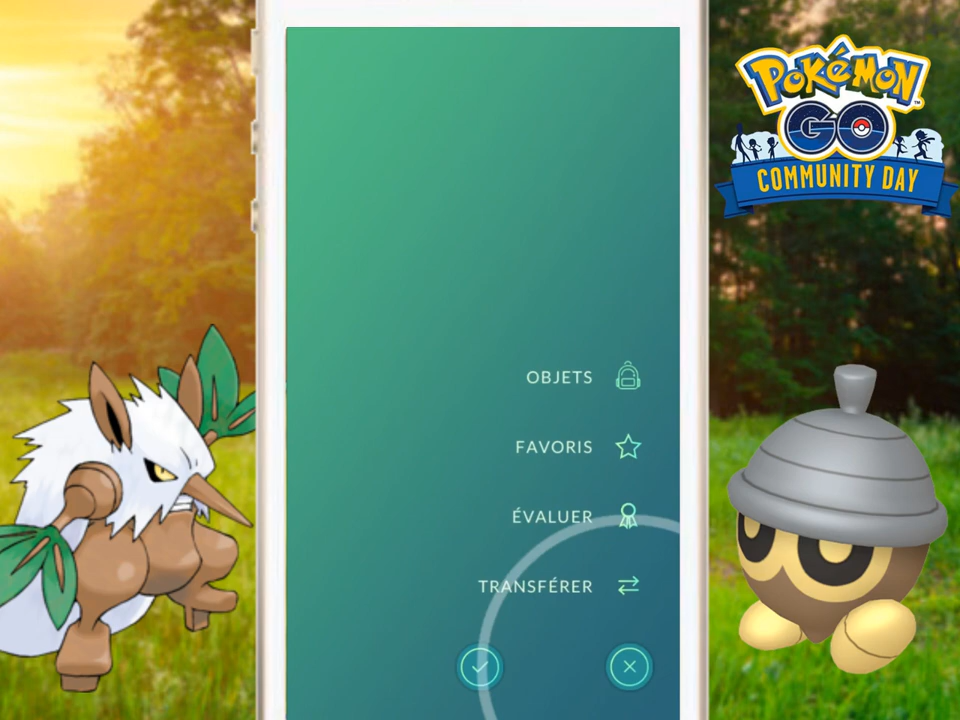 POKÉMON
GO
COMMUNITY DAY
OBJETS
FAVORIS
ÉVALUER
TRANSFÉRER